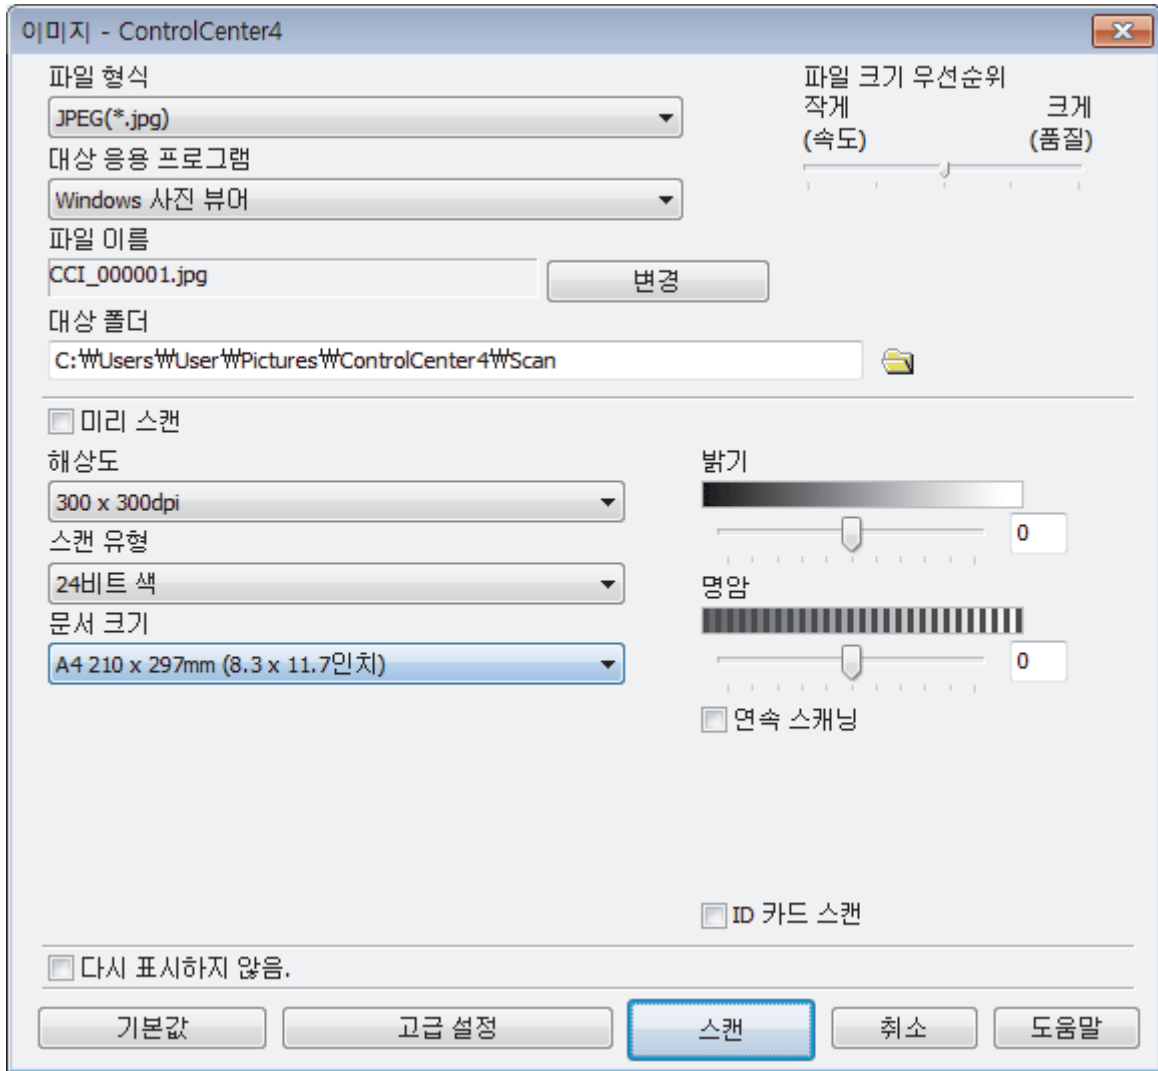 이미지 - ControlCenter4
파일 형식
JPEG(*.jpg)
대상 응용 프로그램
Windows 사진 뷰어
파일 이름
CCI_000001.jpg
변경
대상 폴더
C:₩Users₩User₩Pictures₩ControlCenter4₩Scan
파일 크기 우선순위
작게 크게
(속도) (품질)
미리 스캔
해상도
300 x 300dpi
스캔 유형
24비트 색
문서 크기
A4 210 x 297mm (8.3 x 11.7인치)
밝기
0
명암
0
연속 스캐닝
ID 카드 스캔
다시 표시하지 않음.
기본값 고급 설정 스캔 취소 도움말